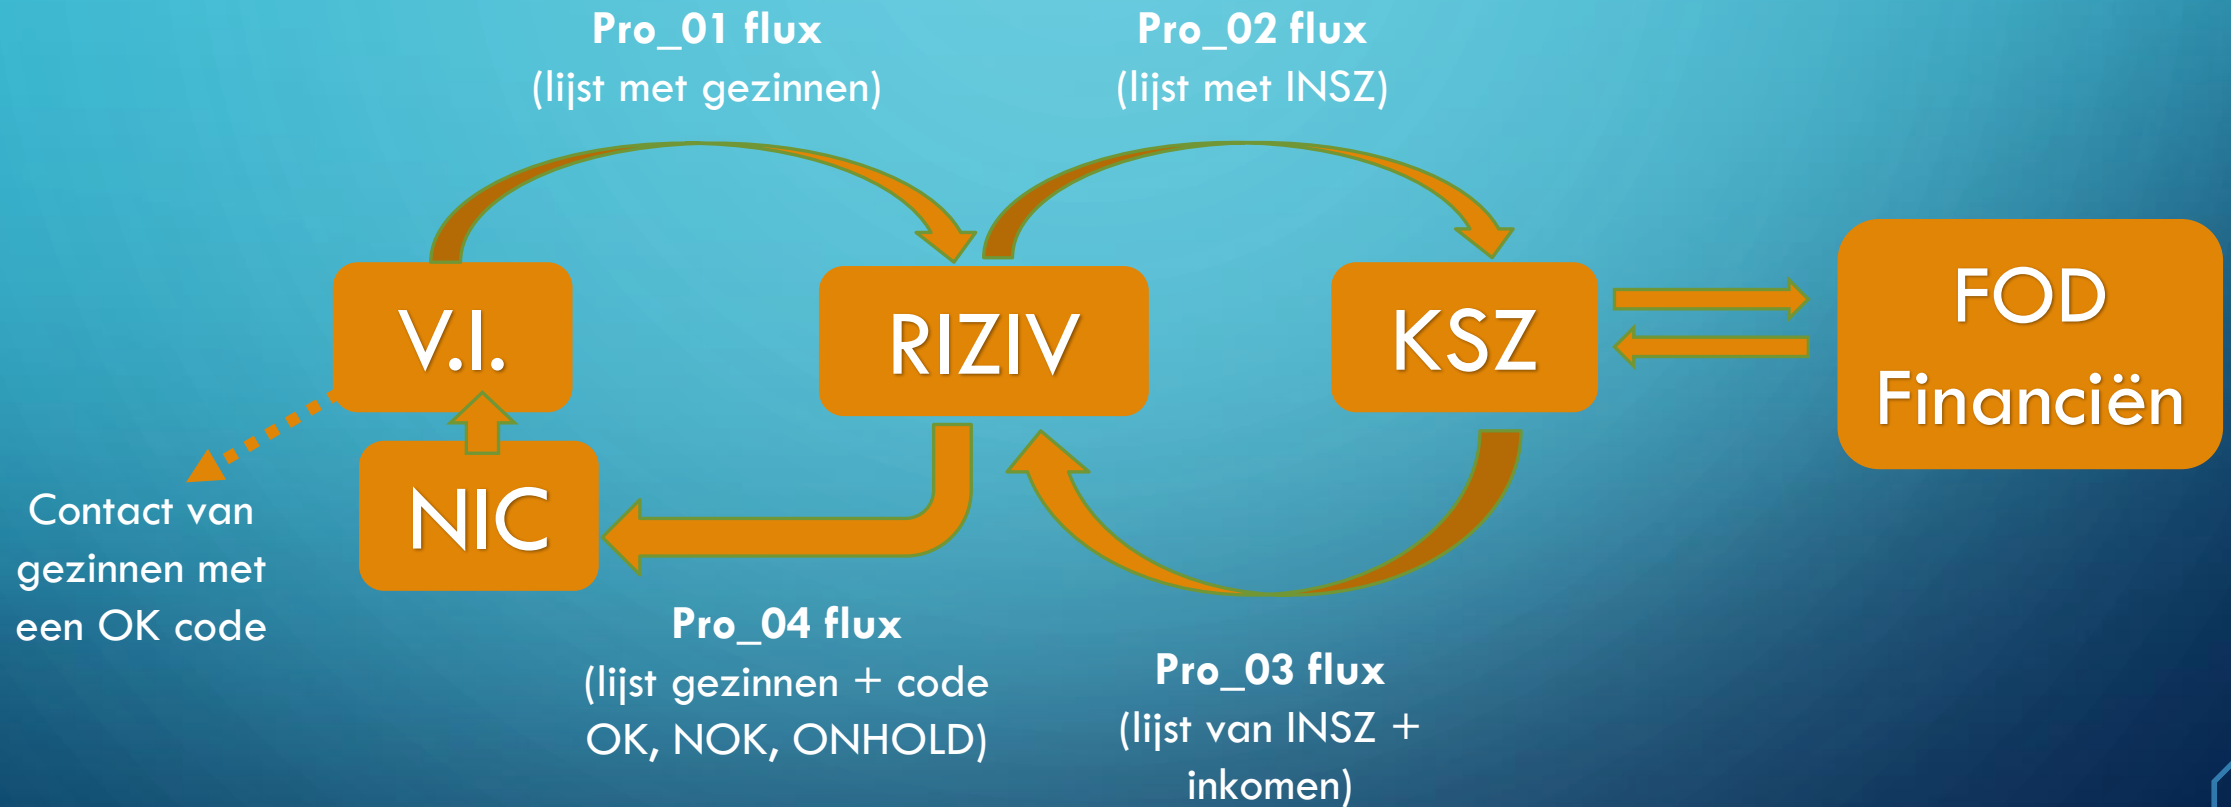 Pro_01 flux
(lijst met gezinnen)
Pro_02 flux
(lijst met INSZ)
V.I.
RIZIV
KSZ
FOD
Financiën
NIC
Contact van
gezinnen met
een OK code
Pro_04 flux
(lijst gezinnen + code
OK, NOK, ONHOLD)
Pro_03 flux
(lijst van INSZ +
inkomen)